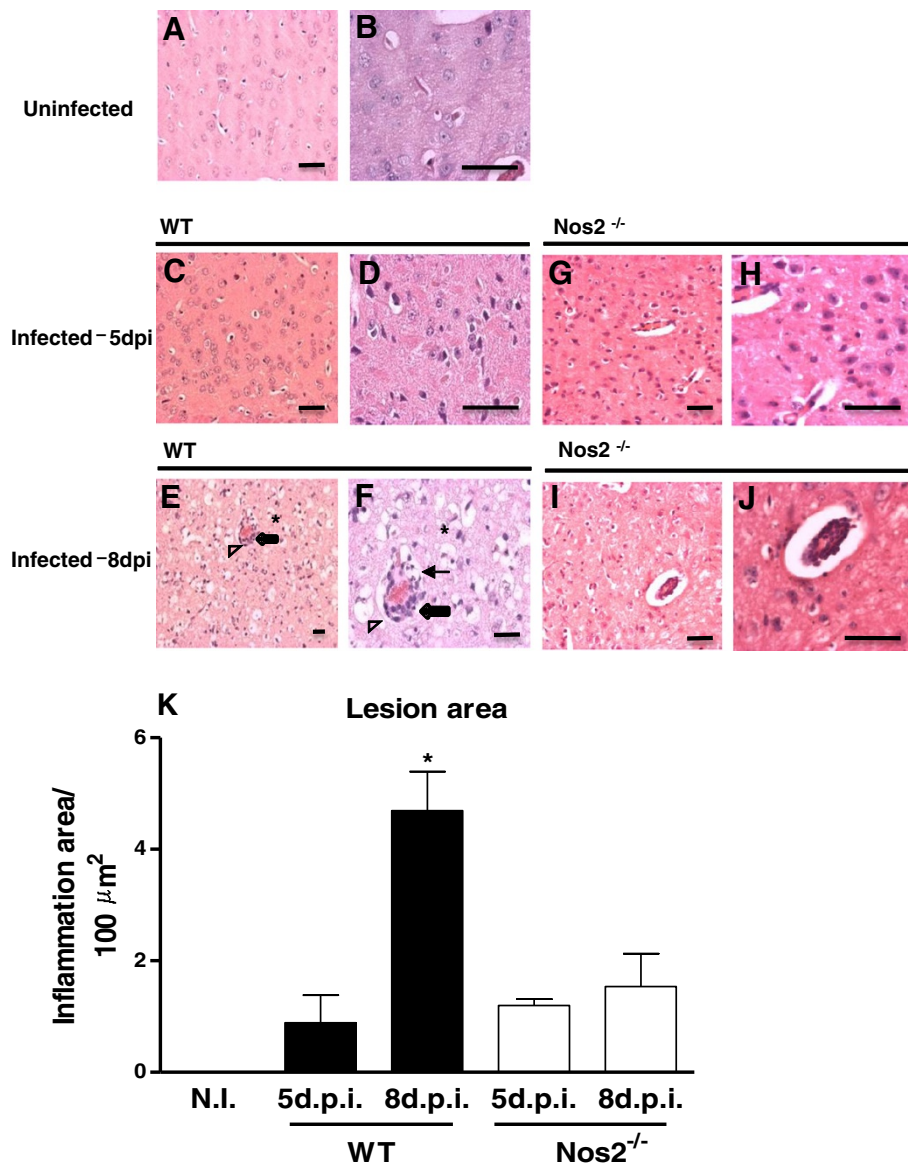 A B
Uninfected
WT Nos2 -/-
C D G H
Infected – 5dpi
WT Nos2 -/-
E F I J
* *
Infected –8dpi
K Lesion area
Inflammation area/
100 μm2
6
4
2
0
*
N.I. 5d.p.i. 8d.p.i. 5d.p.i. 8d.p.i.
WT Nos2-/-